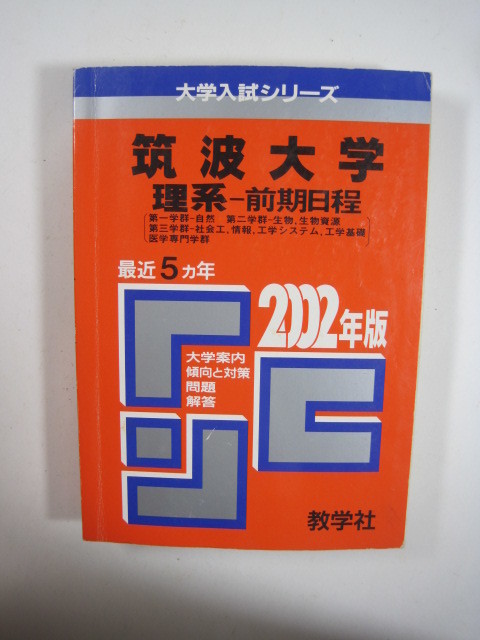 大学入試シリーズ
筑波大学
理系-前期日程
第一学群-自然 第二学群-生物,生物資源
第三学群-社会工,情報,工学システム,工学基礎
医学専門学群
最近5ヵ年
2002年版
大学案内
傾向と対策
問題
解答
教学社